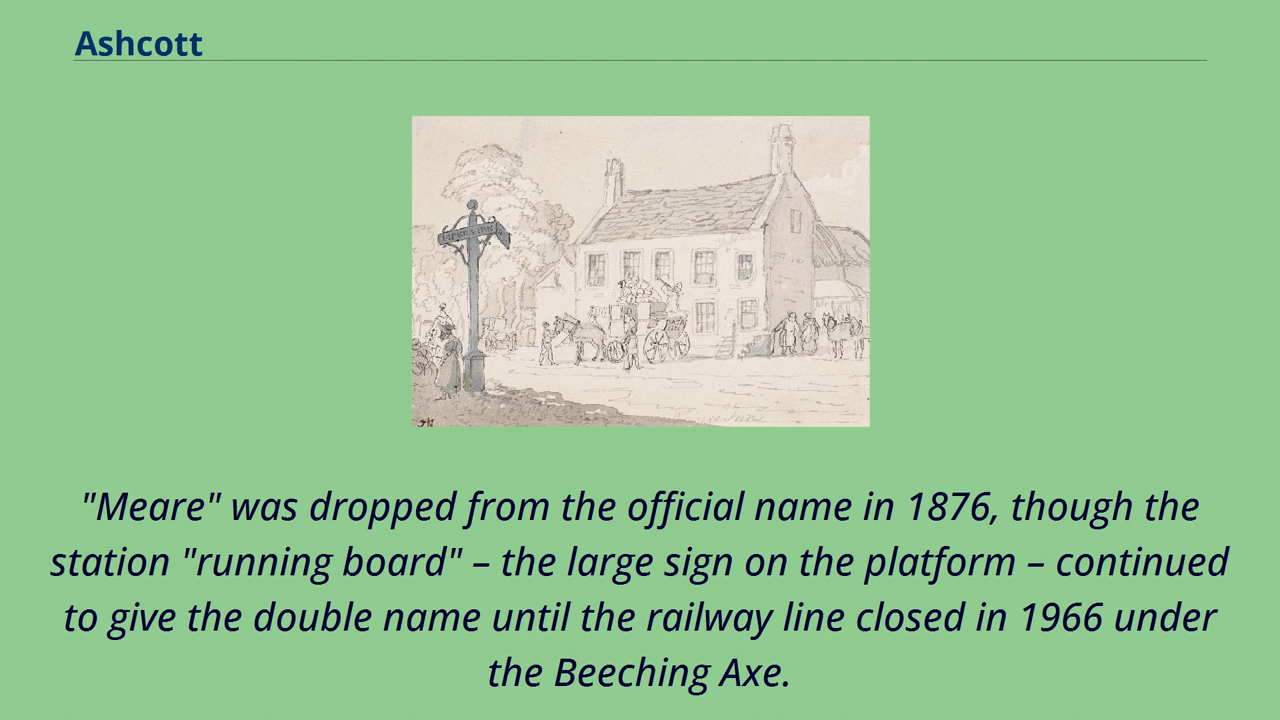 Ashcott
"Meare" was dropped from the official name in 1876, though the
station "running board" – the large sign on the platform – continued
to give the double name until the railway line closed in 1966 under
the Beeching Axe.